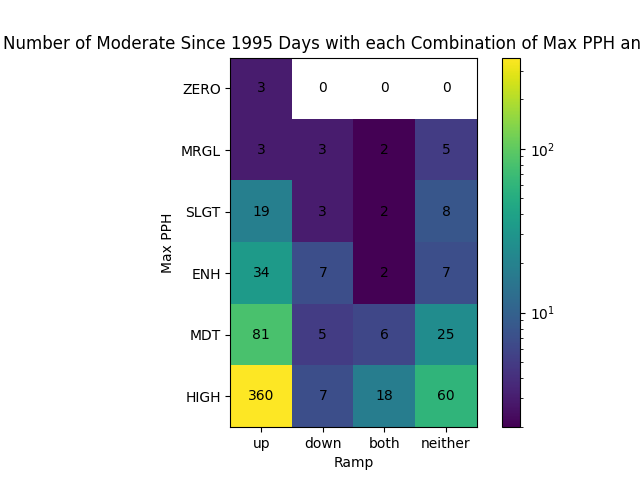 Number of Moderate Since 1995 Days with each Combination of Max PPH an
ZERO 3 0 0 0
MRGL 3 3 2 5
SLGT 19 3 2 8
ENH 34 7 2 7
MDT 81 5 6 25
HIGH 360 7 18 60
up down both neither
Ramp
Max PPH
10²
10¹